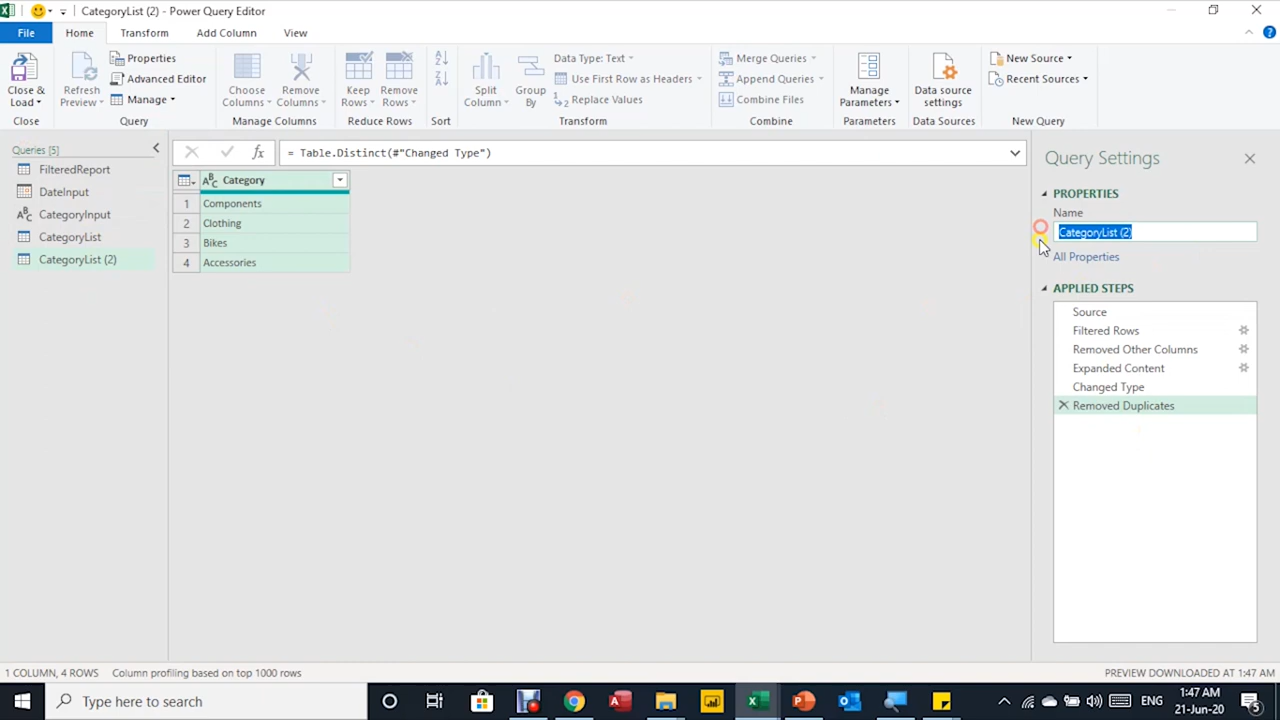 CategoryList (2) - Power Query Editor
File Home Transform Add Column View
Close & Load
Refresh Preview
Properties
Advanced Editor
Manage
Choose Columns
Remove Columns
Keep Rows
Remove Rows
Split Column
Group By
Data Type: Text
Use First Row as Headers
Replace Values
Merge Queries
Append Queries
Combine Files
Manage Parameters
Data source settings
New Source
Recent Sources
Close Query Manage Columns Reduce Rows Sort Transform Combine Parameters Data Sources New Query
Queries [5]
FilteredReport
DateInput
CategoryInput
CategoryList
CategoryList (2)
= Table.Distinct(#"Changed Type")
Category
1 Components
2 Clothing
3 Bikes
4 Accessories
Query Settings
PROPERTIES
Name
CategoryList (2)
All Properties
APPLIED STEPS
Source
Filtered Rows
Removed Other Columns
Expanded Content
Changed Type
Removed Duplicates
1 COLUMN, 4 ROWS Column profiling based on top 1000 rows PREVIEW DOWNLOADED AT 1:47 AM
Type here to search
ENG
1:47 AM
21-Jun-20
5